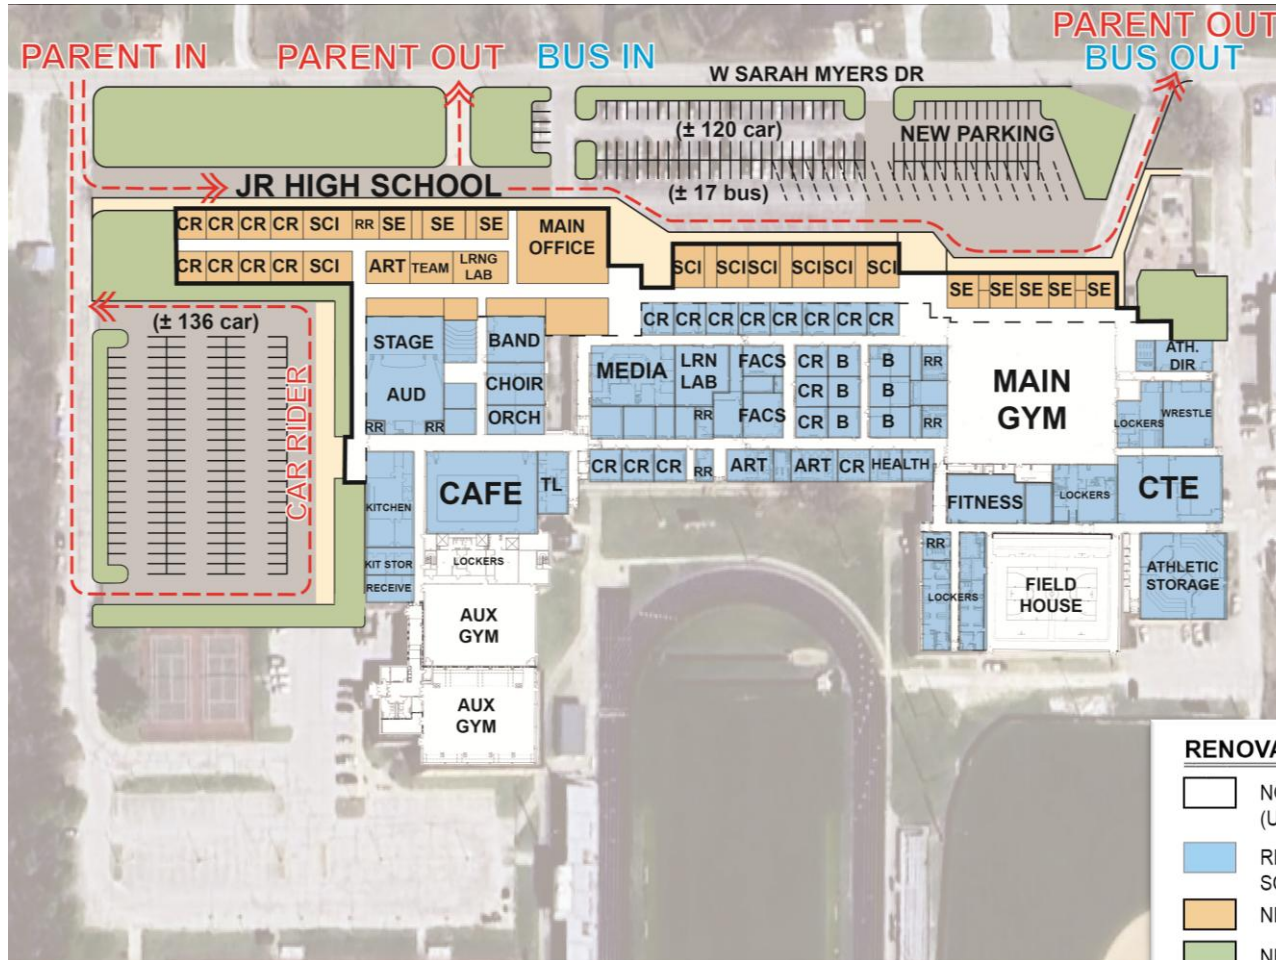 PARENT IN
PARENT OUT
BUS IN
PARENT OUT
BUS OUT
W SARAH MYERS DR
(± 120 car)
NEW PARKING
(± 17 bus)
JR HIGH SCHOOL
CR CR CR CR SCI RR SE SE SE
MAIN
OFFICE
CR CR CR CR SCI ART TEAM
LRNG
LAB
SCI SCI SCI SCI SCI SCI
SE SE SE SE SE
(± 136 car)
CAR RIDER
CR CR CR CR CR CR CR CR
STAGE
AUD
RR RR
BAND
CHOIR
ORCH
MEDIA
LRN
LAB
RR
FACS
FACS
CR B B RR
CR B B
CR B B RR
MAIN
GYM
ATH.
DIR
LOCKERS
WRESTLE
CR CR CR RR ART ART CR HEALTH
KITCHEN
CAFE
TL
FITNESS
LOCKERS
CTE
KIT STOR
RECEIVE
LOCKERS
AUX
GYM
AUX
GYM
RR
LOCKERS
FIELD
HOUSE
ATHLETIC
STORAGE
RENOVA
NO
(U
RE
SC
NE
NE